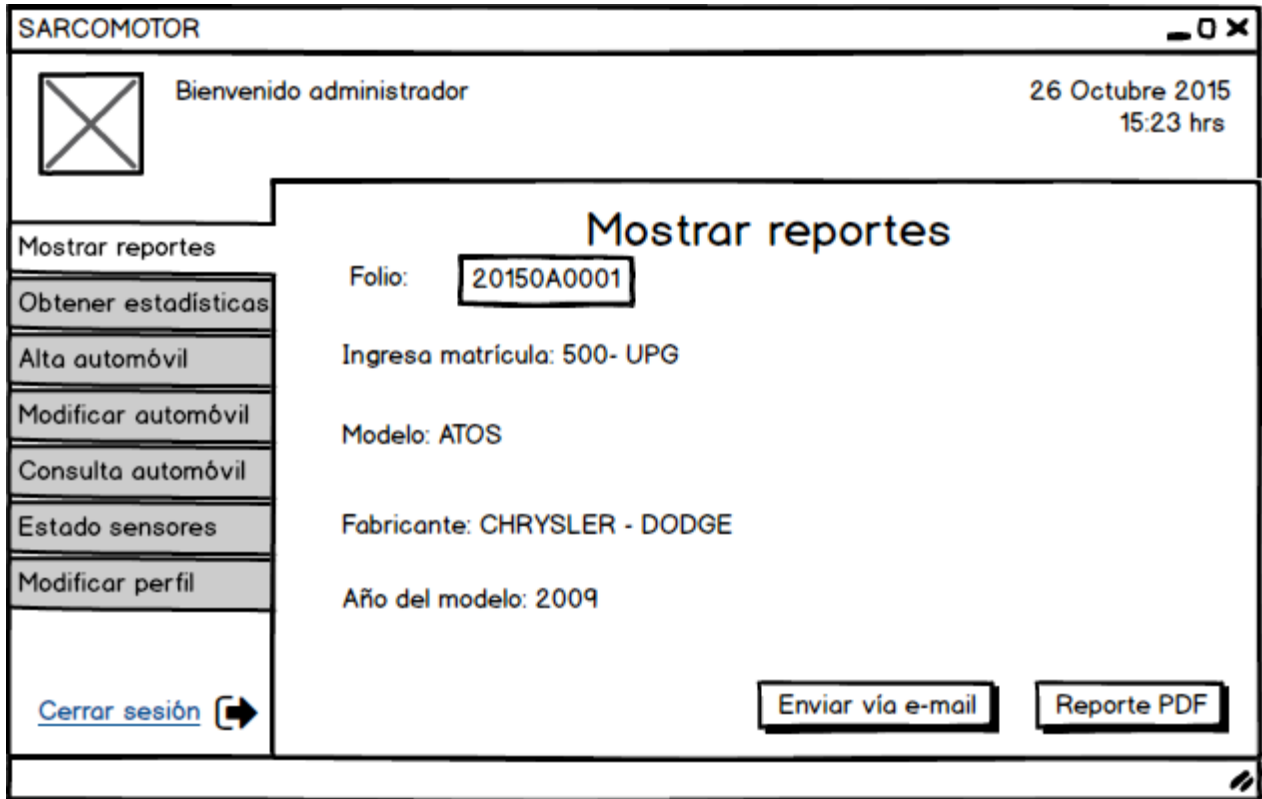 SARCOMOTOR
Bienvenido administrador
26 Octubre 2015
15:23 hrs
Mostrar reportes
Obtener estadísticas
Alta automóvil
Modificar automóvil
Consulta automóvil
Estado sensores
Modificar perfil
Cerrar sesión
Mostrar reportes
Folio: 20150A0001
Ingresa matrícula: 500- UPG
Modelo: ATOS
Fabricante: CHRYSLER - DODGE
Año del modelo: 2009
Enviar vía e-mail
Reporte PDF